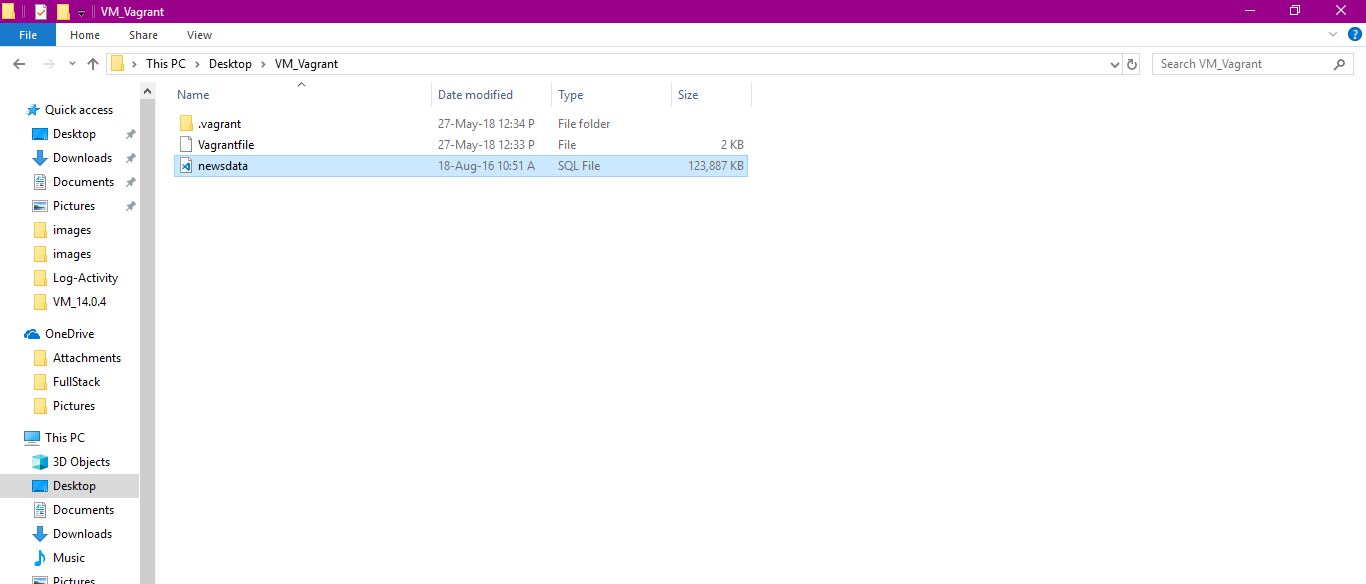 VM_Vagrant
File Home Share View
This PC Desktop VM_Vagrant
Search VM_Vagrant
Name Date modified Type Size
.vagrant 27-May-18 12:34 P File folder
Vagrantfile 27-May-18 12:33 P File 2 KB
newsdata 18-Aug-16 10:51 A SQL File 123,887 KB
Quick access
Desktop
Downloads
Documents
Pictures
images
images
Log-Activity
VM_14.0.4
OneDrive
Attachments
FullStack
Pictures
This PC
3D Objects
Desktop
Documents
Downloads
Music
Pictures